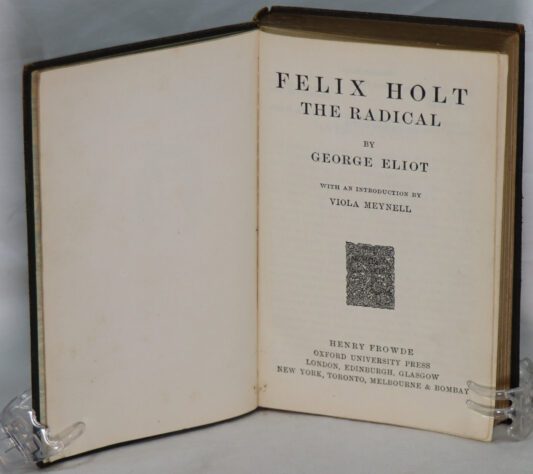 FELIX HOLT
THE RADICAL
BY
GEORGE ELIOT
WITH AN INTRODUCTION BY
VIOLA MEYNELL
HENRY FROWDE
OXFORD UNIVERSITY PRESS
LONDON, EDINBURGH, GLASGOW
NEW YORK, TORONTO, MELBOURNE & BOMBAY